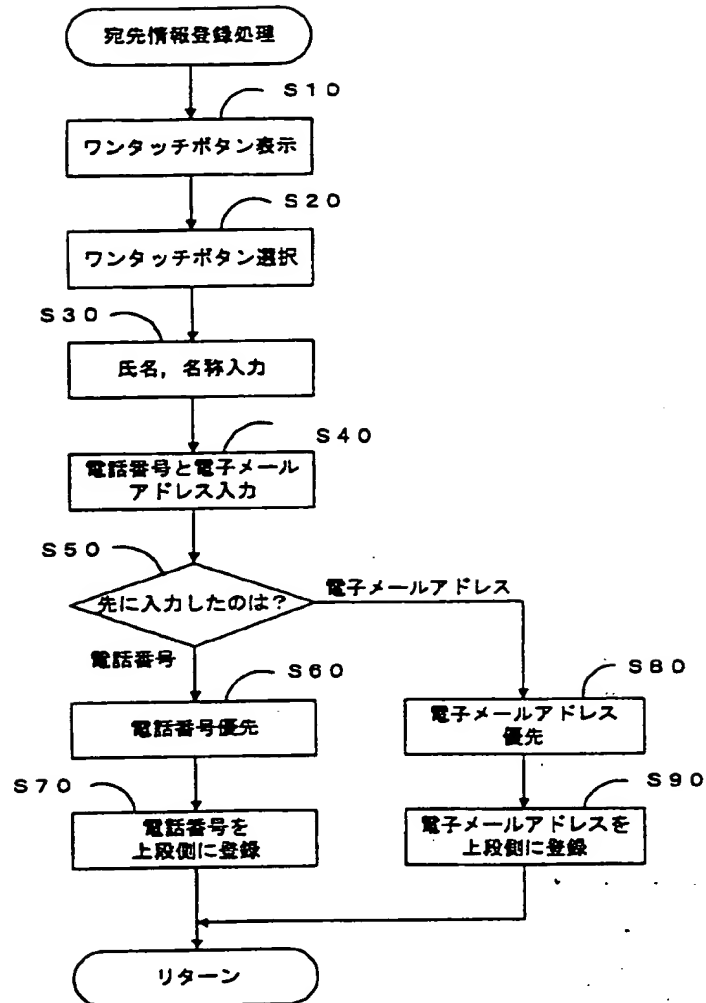 宛先情報登録処理
S10
ワンタッチボタン表示
S20
ワンタッチボタン選択
S30
氏名，名称入力
S40
電話番号と電子メール
アドレス入力
S50
先に入力したのは？
電子メールアドレス
電話番号
S60
電話番号優先
S80
電子メールアドレス
優先
S70
電話番号を
上段側に登録
S90
電子メールアドレスを
上段側に登録
リターン